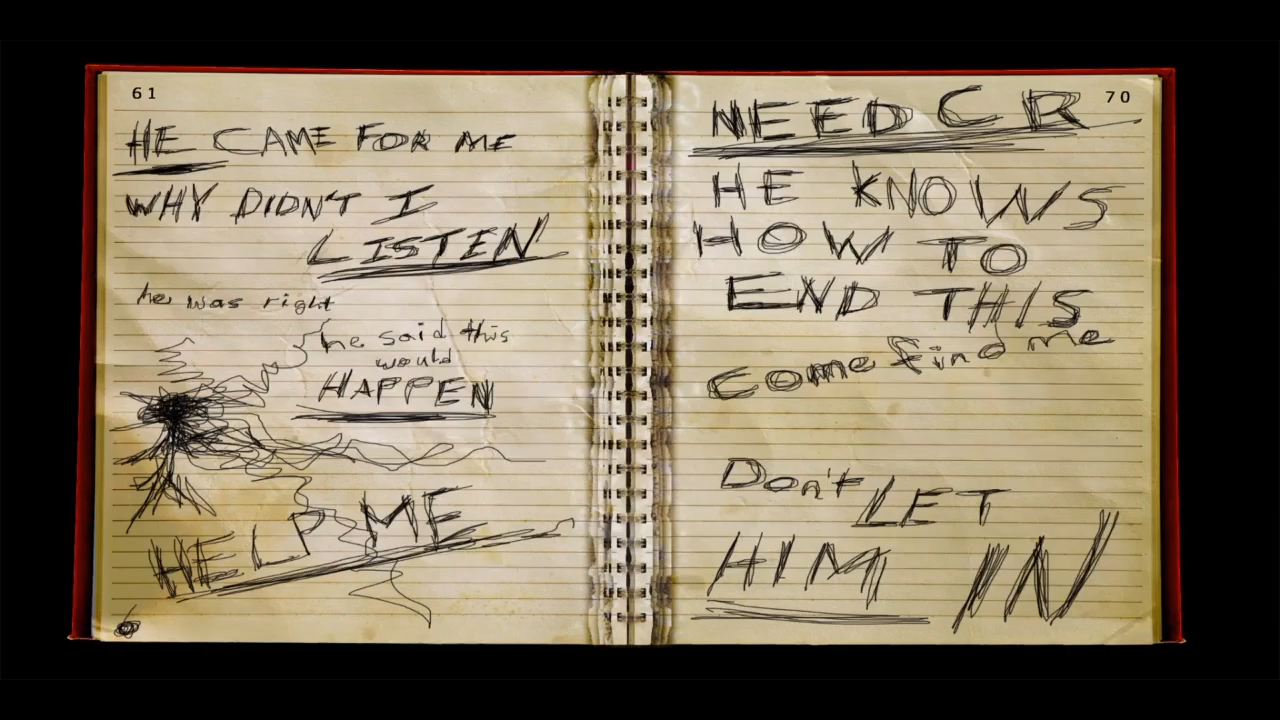 61
HE CAME FOR ME
WHY DIDN'T I
LISTEN
he was right
he said this
would
HAPPEN
HELP ME
70
NEED CR
HE KNOWS
HOW TO
END THIS
come find me
Don't LET
HIM IN